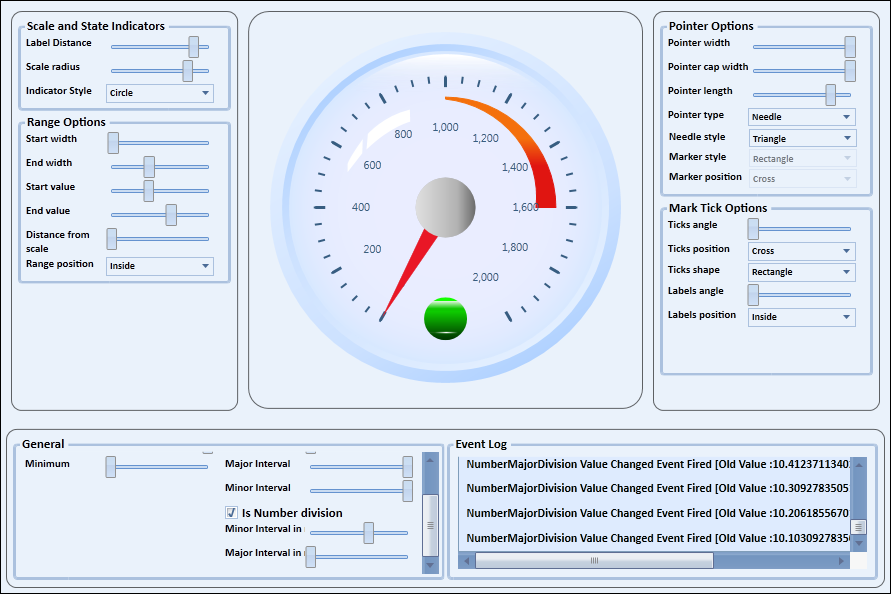 Scale and State Indicators
Label Distance
Scale radius
Indicator Style
Circle
Range Options
Start width
End width
Start value
End value
Distance from
scale
Range position
Inside
800
1,000
1,200
600
1,400
400
1,600
200
1,800
2,000
Pointer Options
Pointer width
Pointer cap width
Pointer length
Pointer type
Needle
Needle style
Triangle
Marker style
Rectangle
Marker position
Cross
Mark Tick Options
Ticks angle
Ticks position
Cross
Ticks shape
Rectangle
Labels angle
Labels position
Inside
General
Minimum
Major Interval
Minor Interval
Is Number division
Minor Interval in
Major Interval in
Event Log
NumberMajorDivision Value Changed Event Fired [Old Value :10.4123711340
NumberMajorDivision Value Changed Event Fired [Old Value :10.3092783505
NumberMajorDivision Value Changed Event Fired [Old Value :10.2061855670
NumberMajorDivision Value Changed Event Fired [Old Value :10.1030927835